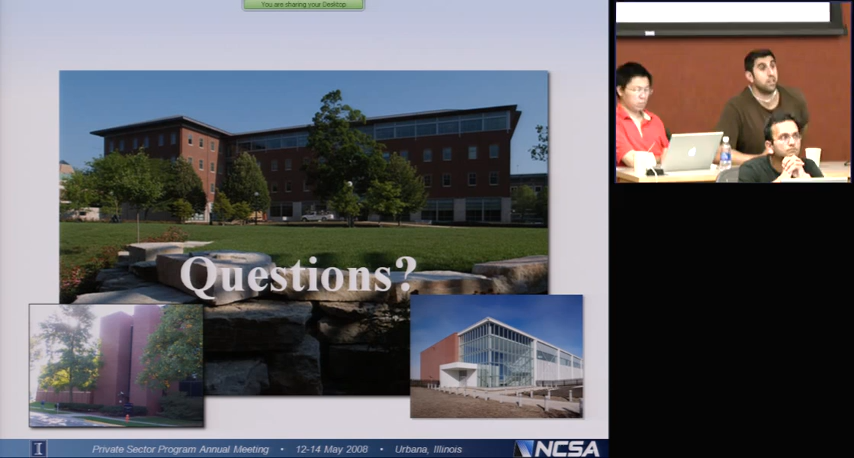 You are sharing your Desktop
Questions?
I
Private Sector Program Annual Meeting • 12-14 May 2008 • Urbana, Illinois
NCSA